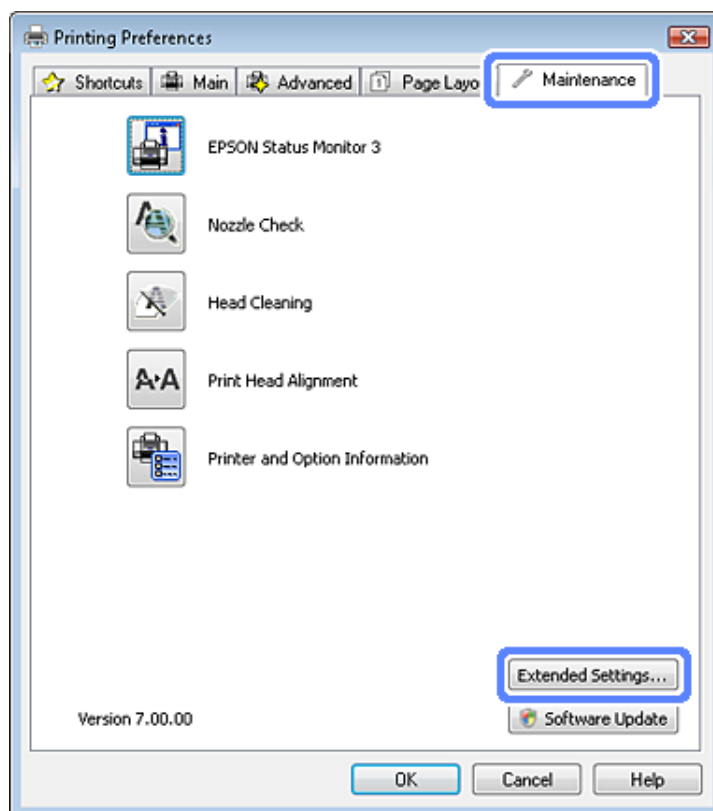 Printing Preferences
Shortcuts Main Advanced 1 Page Layo Maintenance
EPSON Status Monitor 3
Nozzle Check
Head Cleaning
A A Print Head Alignment
Printer and Option Information
Extended Settings...
Version 7.00.00 Software Update
OK Cancel Help